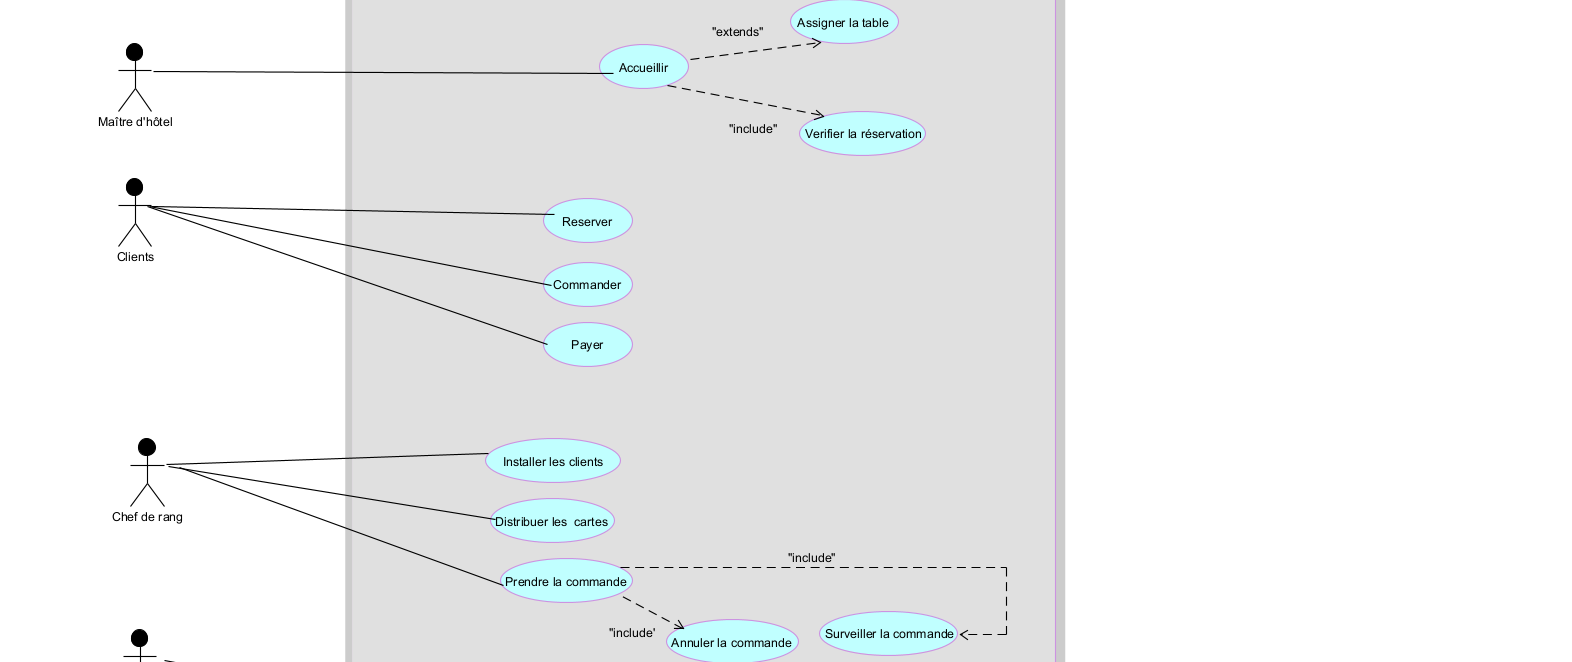 Assigner la table
"extends"
Accueillir
Maître d'hôtel
"include"
Verifier la réservation
Reserver
Clients
Commander
Payer
Installer les clients
Chef de rang
Distribuer les  cartes
"include"
Prendre la commande
"include'
Annuler la commande
Surveiller la commande